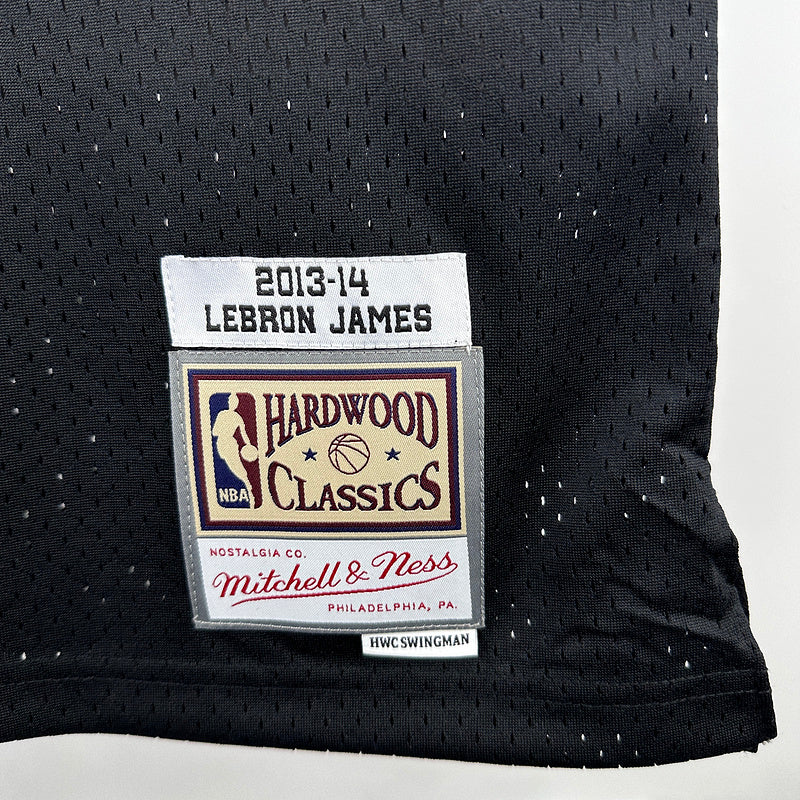 2013-14
LEBRON JAMES
HARDWOOD
CLASSICS
NBA
NOSTALGIA CO.
Mitchell & Ness
PHILADELPHIA, PA.
HWC SWINGMAN